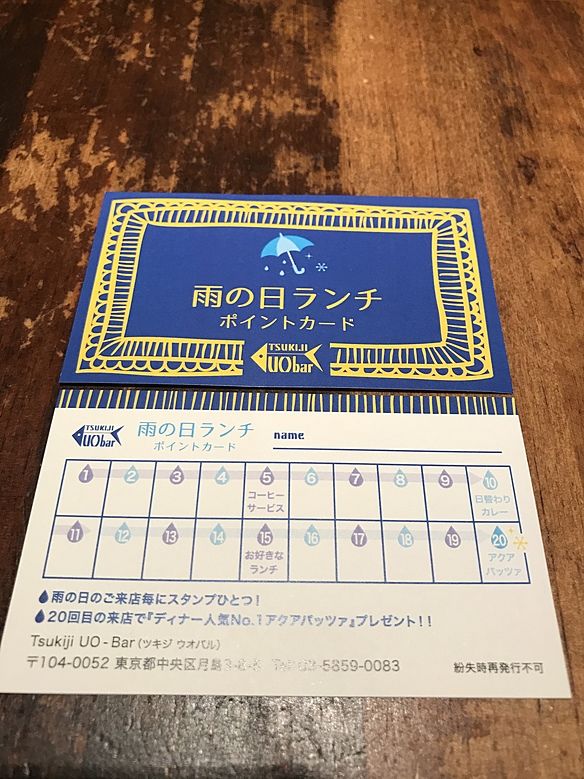 雨の日ランチ
ポイントカード
TSUKIJI
UO bar
TSUKIJI
UO bar
雨の日ランチ
ポイントカード
name
1 2 3 4 5 6 7 8 9 10
コーヒー
サービス
日替わり
カレー
11 12 13 14 15 16 17 18 19 20
お好きな
ランチ
アクア
パッツァ
雨の日のご来店毎にスタンプひとつ！
20回目の来店で『ディナー人気No.1アクアパッツァ』プレゼント！！
Tsukiji UO-Bar(ツキジ ウオバル)
〒104-0052 東京都中央区月島 5859-0083
紛失時再発行不可